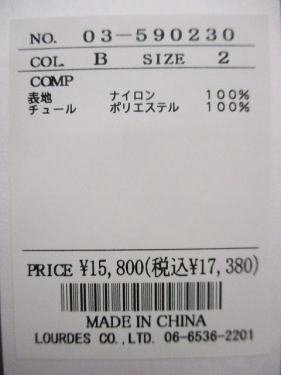 NO. 03-590230
COL. B SIZE 2
COMP
表地 ナイロン 100%
チュール ポリエステル 100%
PRICE ¥15,800(税込¥17,380)
MADE IN CHINA
LOURDES CO.,LTD. 06-6536-2201